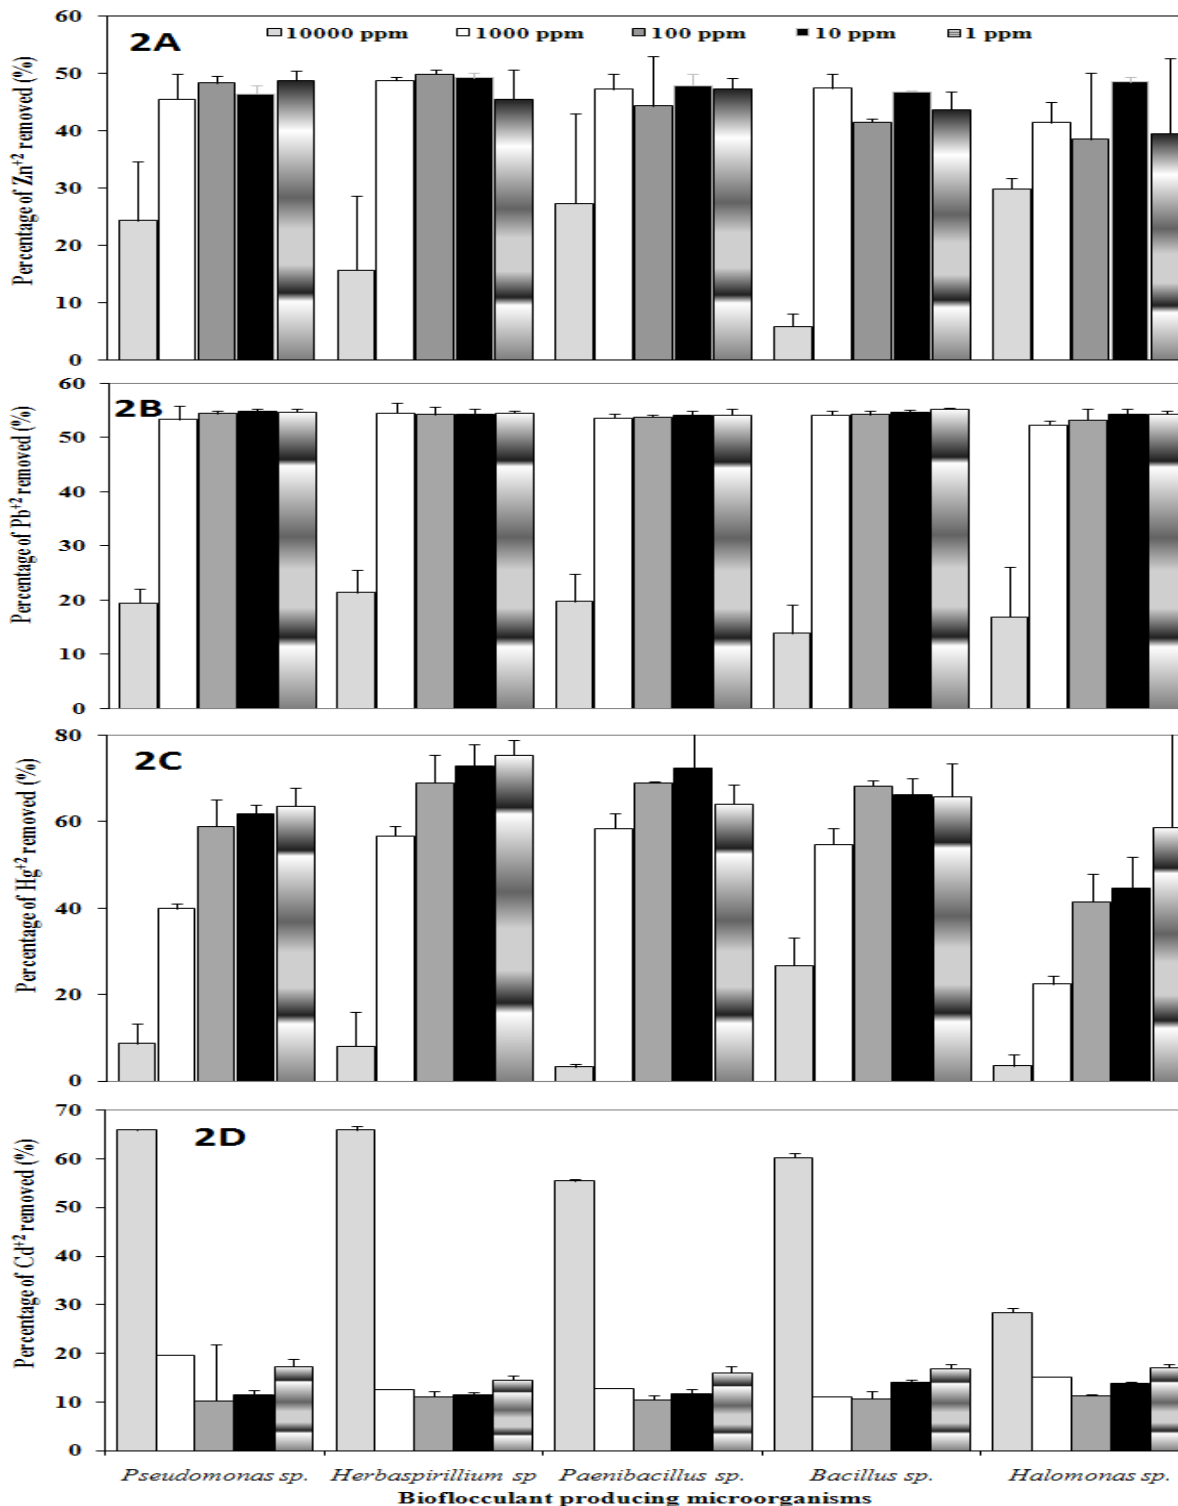 2A
10000 ppm 1000 ppm 100 ppm 10 ppm 1 ppm
Percentage of Zn+2 removed (%)
60
50
40
30
20
10
0
2B
Percentage of Pb+2 removed (%)
60
50
40
30
20
10
0
2C
Percentage of Hg+2 removed (%)
80
60
40
20
0
2D
Percentage of Cd+2 removed (%)
70
60
50
40
30
20
10
0
Pseudomonas sp. Herbaspirillium sp Paenibacillus sp. Bacillus sp. Halomonas sp.
Bioflocculant producing microorganisms